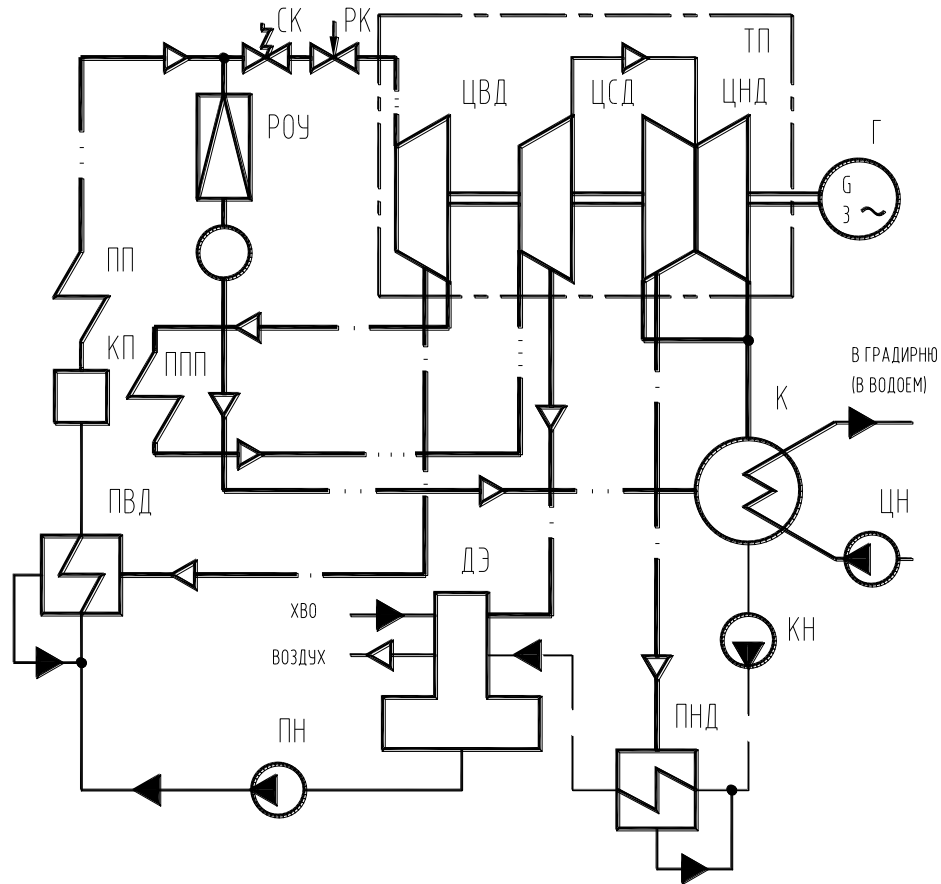 СК
РК
ТП
ЦВД
ЦСД
ЦНД
РОУ
Г
G
3 ~
ПП
КП
ППП
В ГРАДИРНЮ
(В ВОДОЕМ)
К
ПВД
ЦН
ДЭ
ХВО
ВОЗДУХ
КН
ПНД
ПН